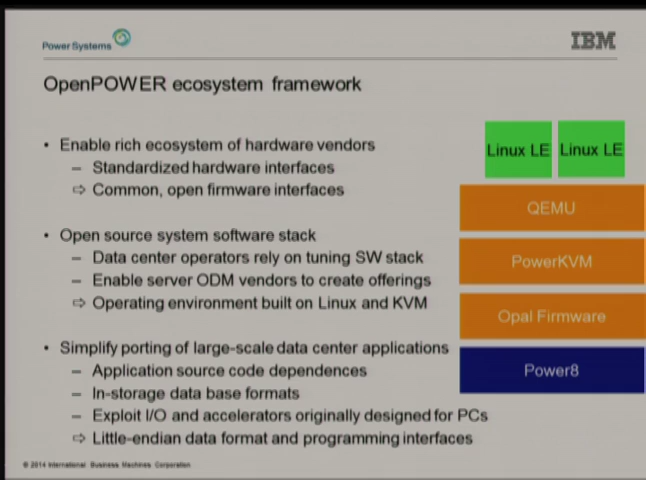 Power Systems
IBM
OpenPOWER ecosystem framework
• Enable rich ecosystem of hardware vendors
– Standardized hardware interfaces
⇨ Common, open firmware interfaces
• Open source system software stack
– Data center operators rely on tuning SW stack
– Enable server ODM vendors to create offerings
⇨ Operating environment built on Linux and KVM
• Simplify porting of large-scale data center applications
– Application source code dependences
– In-storage data base formats
– Exploit I/O and accelerators originally designed for PCs
⇨ Little-endian data format and programming interfaces
Linux LE Linux LE
QEMU
PowerKVM
Opal Firmware
Power8
© 2014 International Business Machines Corporation